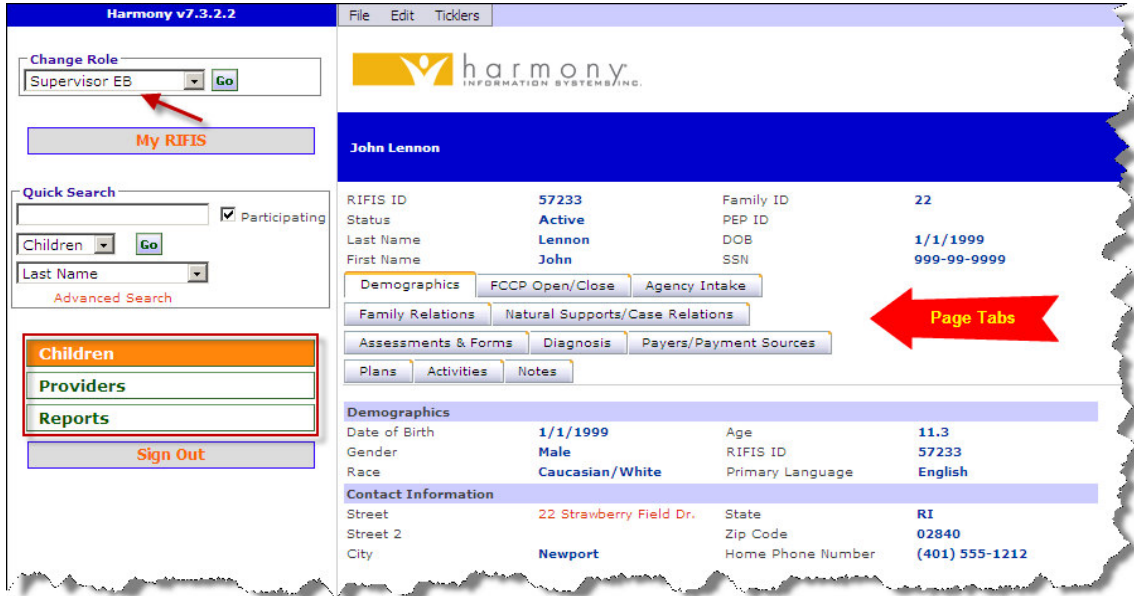 Harmony v7.3.2.2
File Edit Ticklers
Change Role
Supervisor EB Go
My RIFIS
harmony
INFORMATION SYSTEMS, INC.
John Lennon
Quick Search
Participating
Children Go
Last Name
Advanced Search
Children
Providers
Reports
Sign Out
RIFIS ID 57233 Family ID 22
Status Active PEP ID
Last Name Lennon DOB 1/1/1999
First Name John SSN 999-99-9999
Demographics FCCP Open/Close Agency Intake
Family Relations Natural Supports/Case Relations
Page Tabs
Assessments & Forms Diagnosis Payers/Payment Sources
Plans Activities Notes
Demographics
Date of Birth 1/1/1999 Age 11.3
Gender Male RIFIS ID 57233
Race Caucasian/White Primary Language English
Contact Information
Street 22 Strawberry Field Dr. State RI
Street 2 Zip Code 02840
City Newport Home Phone Number (401) 555-1212